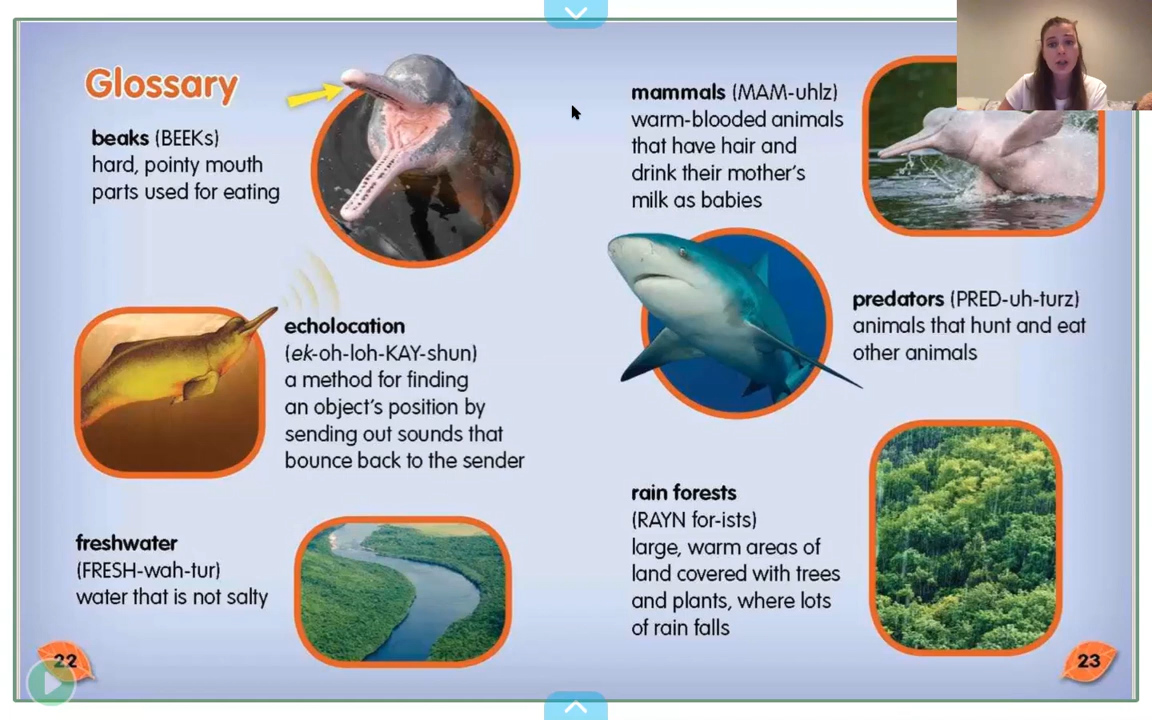 Glossary
beaks (BEEKs)
hard, pointy mouth
parts used for eating
echolocation
(ek-oh-loh-KAY-shun)
a method for finding
an object's position by
sending out sounds that
bounce back to the sender
freshwater
(FRESH-wah-tur)
water that is not salty
22
mammals (MAM-uhlz)
warm-blooded animals
that have hair and
drink their mother's
milk as babies
predators (PRED-uh-turz)
animals that hunt and eat
other animals
rain forests
(RAYN for-ists)
large, warm areas of
land covered with trees
and plants, where lots
of rain falls
23